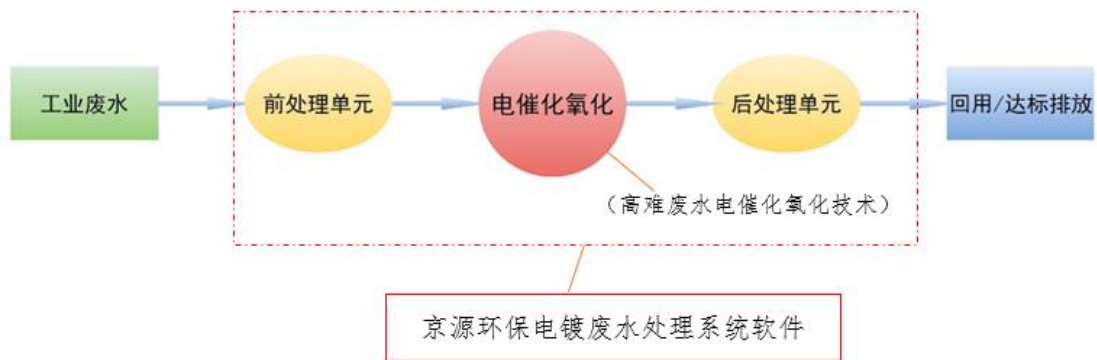 工业废水
前处理单元
电催化氧化
后处理单元
回用/达标排放
（高难废水电催化氧化技术）
京源环保电镀废水处理系统软件